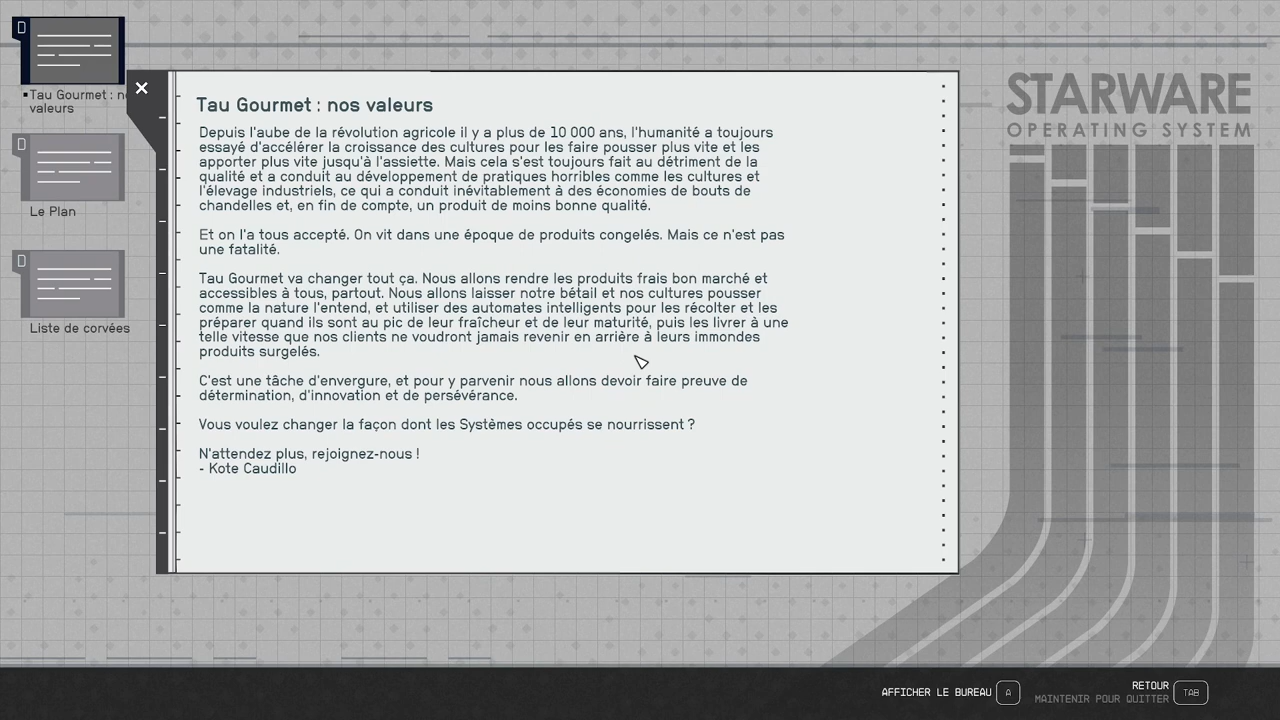 D
Tau Gourmet : no
valeurs
D
Le Plan
D
Liste de corvées
×
Tau Gourmet : nos valeurs
Depuis l'aube de la révolution agricole il y a plus de 10 000 ans, l'humanité a toujours
essayé d'accélérer la croissance des cultures pour les faire pousser plus vite et les
apporter plus vite jusqu'à l'assiette. Mais cela s'est toujours fait au détriment de la
qualité et a conduit au développement de pratiques horribles comme les cultures et
l'élevage industriels, ce qui a conduit inévitablement à des économies de bouts de
chandelles et, en fin de compte, un produit de moins bonne qualité.
Et on l'a tous accepté. On vit dans une époque de produits congelés. Mais ce n'est pas
une fatalité.
Tau Gourmet va changer tout ça. Nous allons rendre les produits frais bon marché et
accessibles à tous, partout. Nous allons laisser notre bétail et nos cultures pousser
comme la nature l'entend, et utiliser des automates intelligents pour les récolter et les
préparer quand ils sont au pic de leur fraîcheur et de leur maturité, puis les livrer à une
telle vitesse que nos clients ne voudront jamais revenir en arrière à leurs immondes
produits surgelés.
C'est une tâche d'envergure, et pour y parvenir nous allons devoir faire preuve de
détermination, d'innovation et de persévérance.
Vous voulez changer la façon dont les Systèmes occupés se nourrissent ?
N'attendez plus, rejoignez-nous !
- Kote Caudillo
STARWARE
OPERATING SYSTEM
AFFICHER LE BUREAU A
RETOUR TAB
MAINTENIR POUR QUITTER